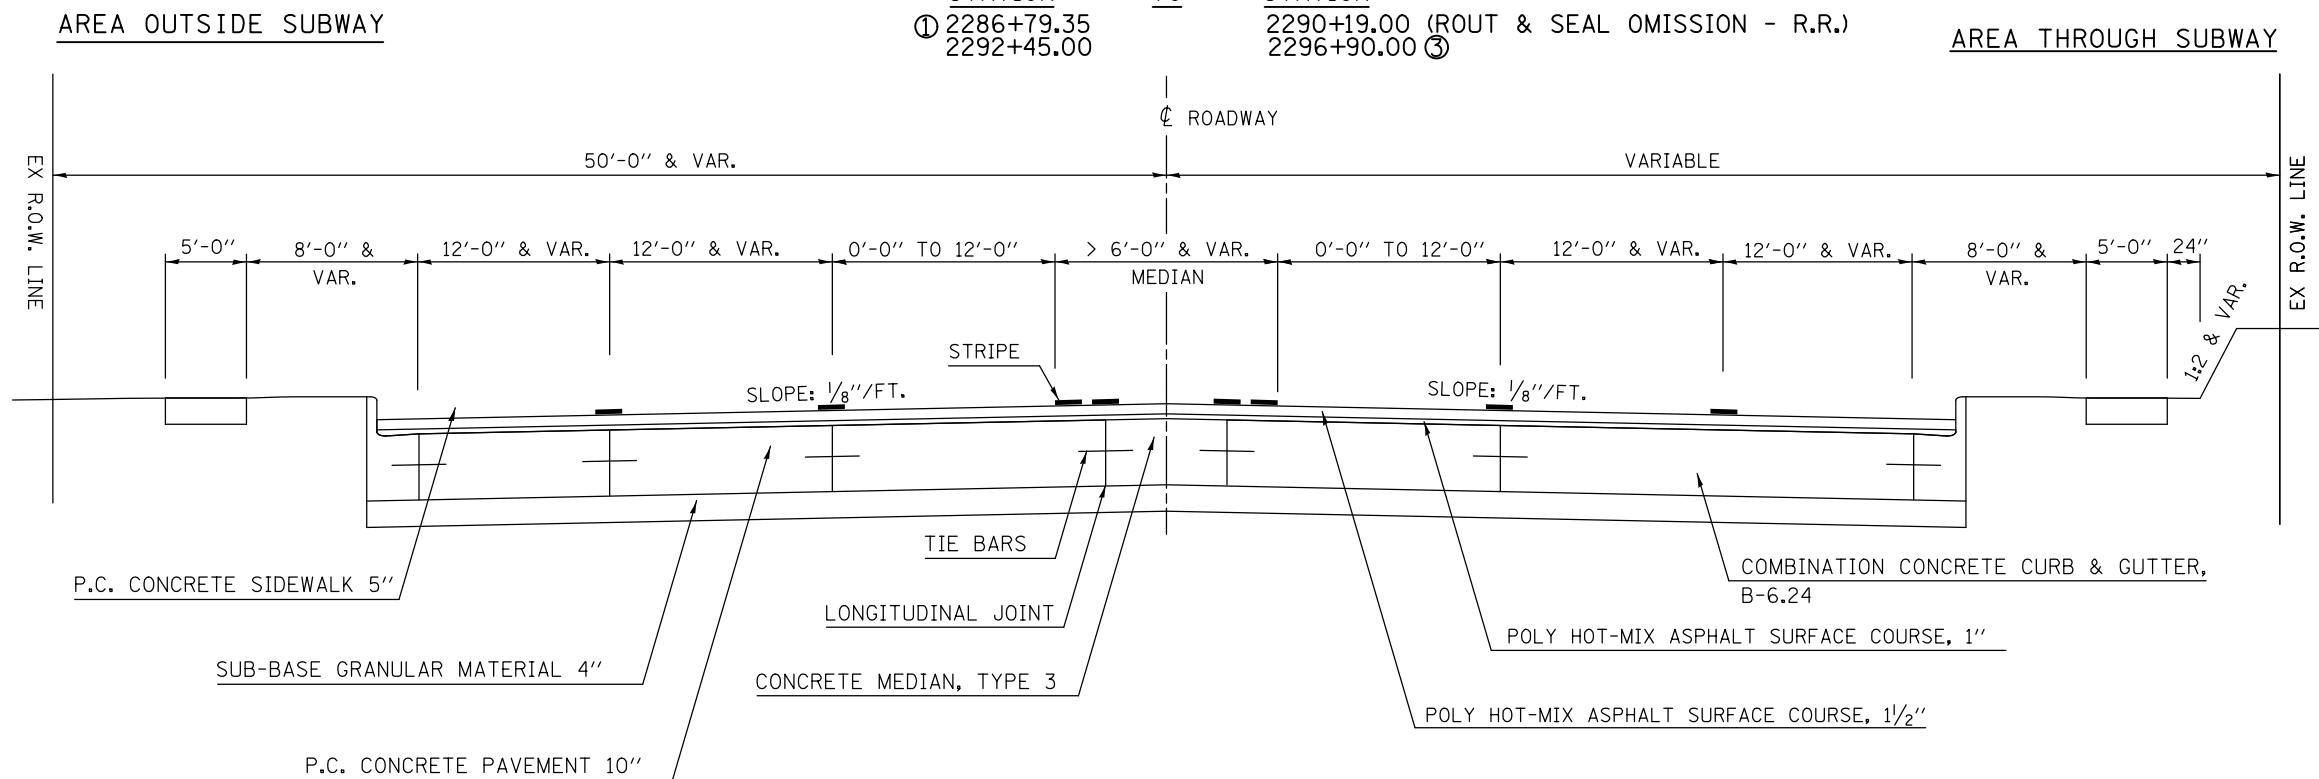 STATION TO STATION
AREA OUTSIDE SUBWAY
① 2286+79.35 2290+19.00 (ROUT & SEAL OMISSION - R.R.)
2292+45.00 2296+90.00 ③
AREA THROUGH SUBWAY
℄ ROADWAY
EX R.O.W. LINE
50'-0" & VAR.
VARIABLE
EX R.O.W. LINE
5'-0"
8'-0" &
VAR.
12'-0" & VAR.
12'-0" & VAR.
0'-0" TO 12'-0"
> 6'-0" & VAR.
MEDIAN
0'-0" TO 12'-0"
12'-0" & VAR.
12'-0" & VAR.
8'-0" &
VAR.
5'-0"
24"
1:2 & VAR.
STRIPE
SLOPE: 1/8"/FT.
SLOPE: 1/8"/FT.
TIE BARS
P.C. CONCRETE SIDEWALK 5"
COMBINATION CONCRETE CURB & GUTTER,
B-6.24
LONGITUDINAL JOINT
POLY HOT-MIX ASPHALT SURFACE COURSE, 1"
SUB-BASE GRANULAR MATERIAL 4"
CONCRETE MEDIAN, TYPE 3
POLY HOT-MIX ASPHALT SURFACE COURSE, 1 1/2"
P.C. CONCRETE PAVEMENT 10"